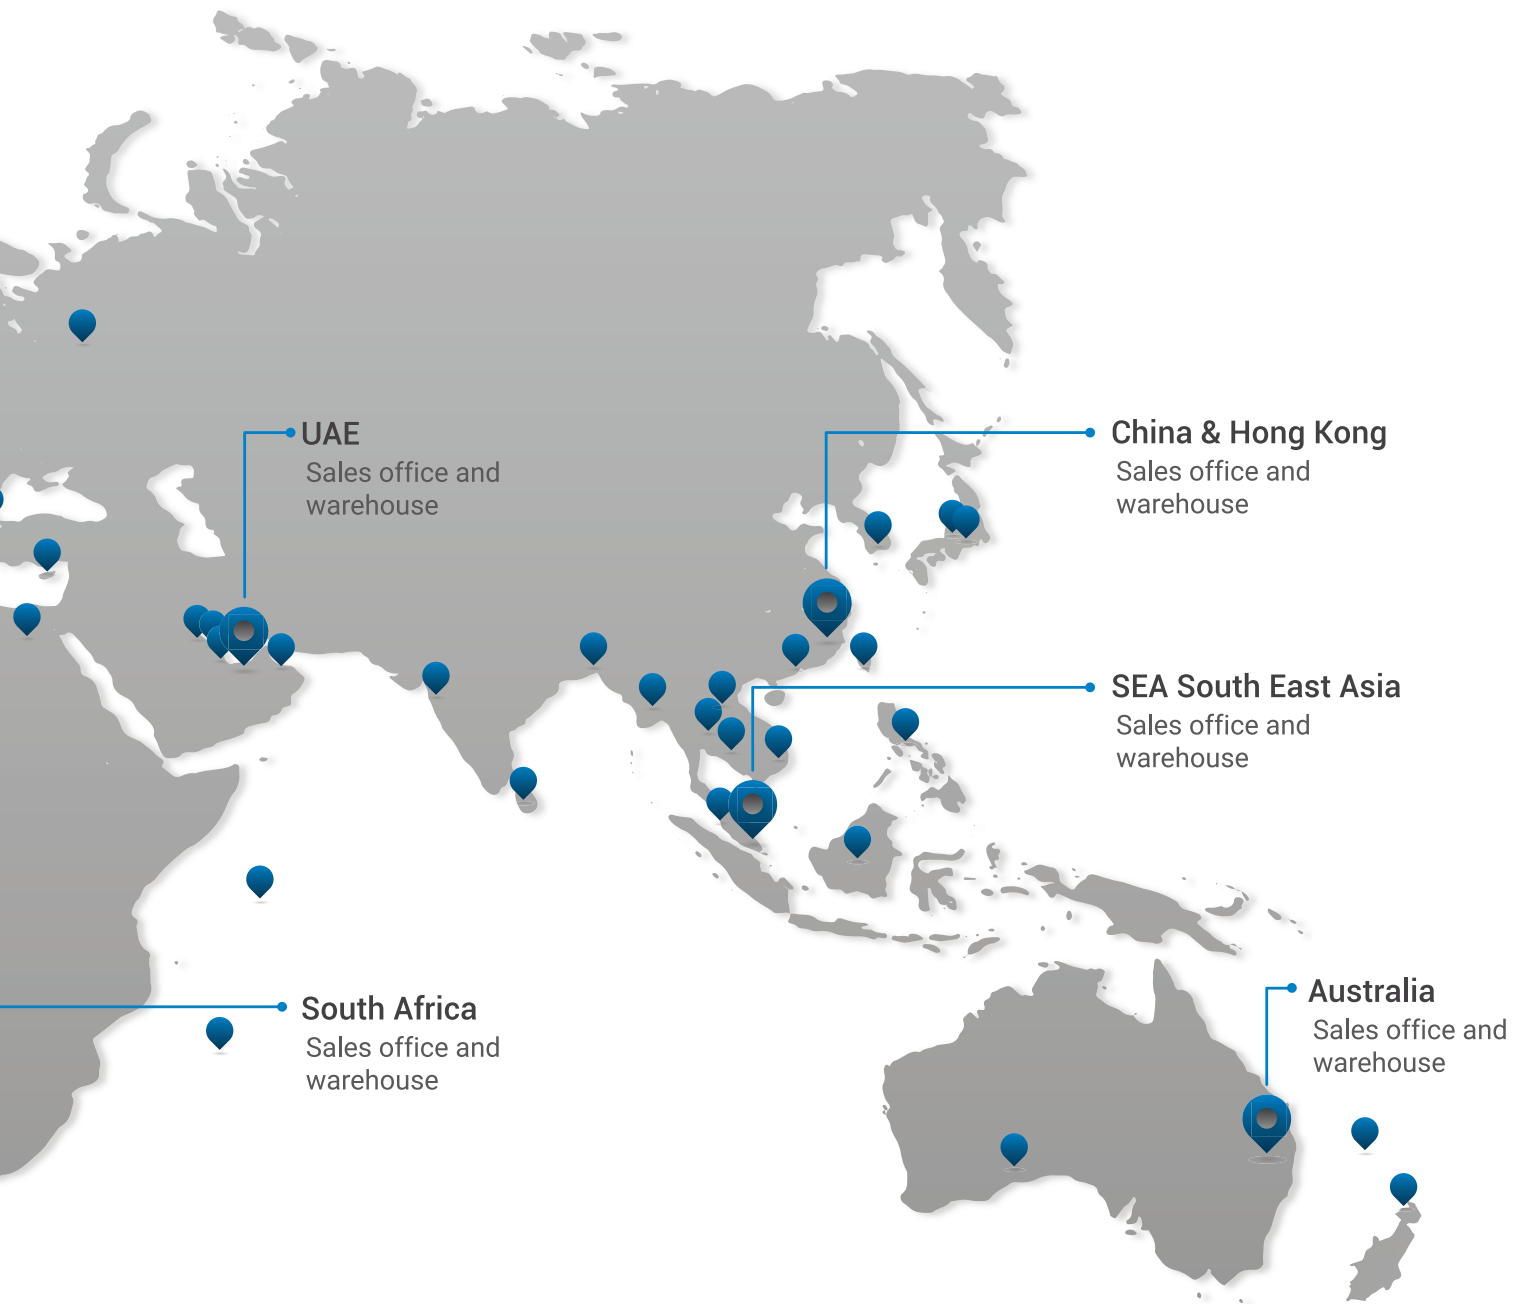 UAE
Sales office and
warehouse
China & Hong Kong
Sales office and
warehouse
SEA South East Asia
Sales office and
warehouse
South Africa
Sales office and
warehouse
Australia
Sales office and
warehouse